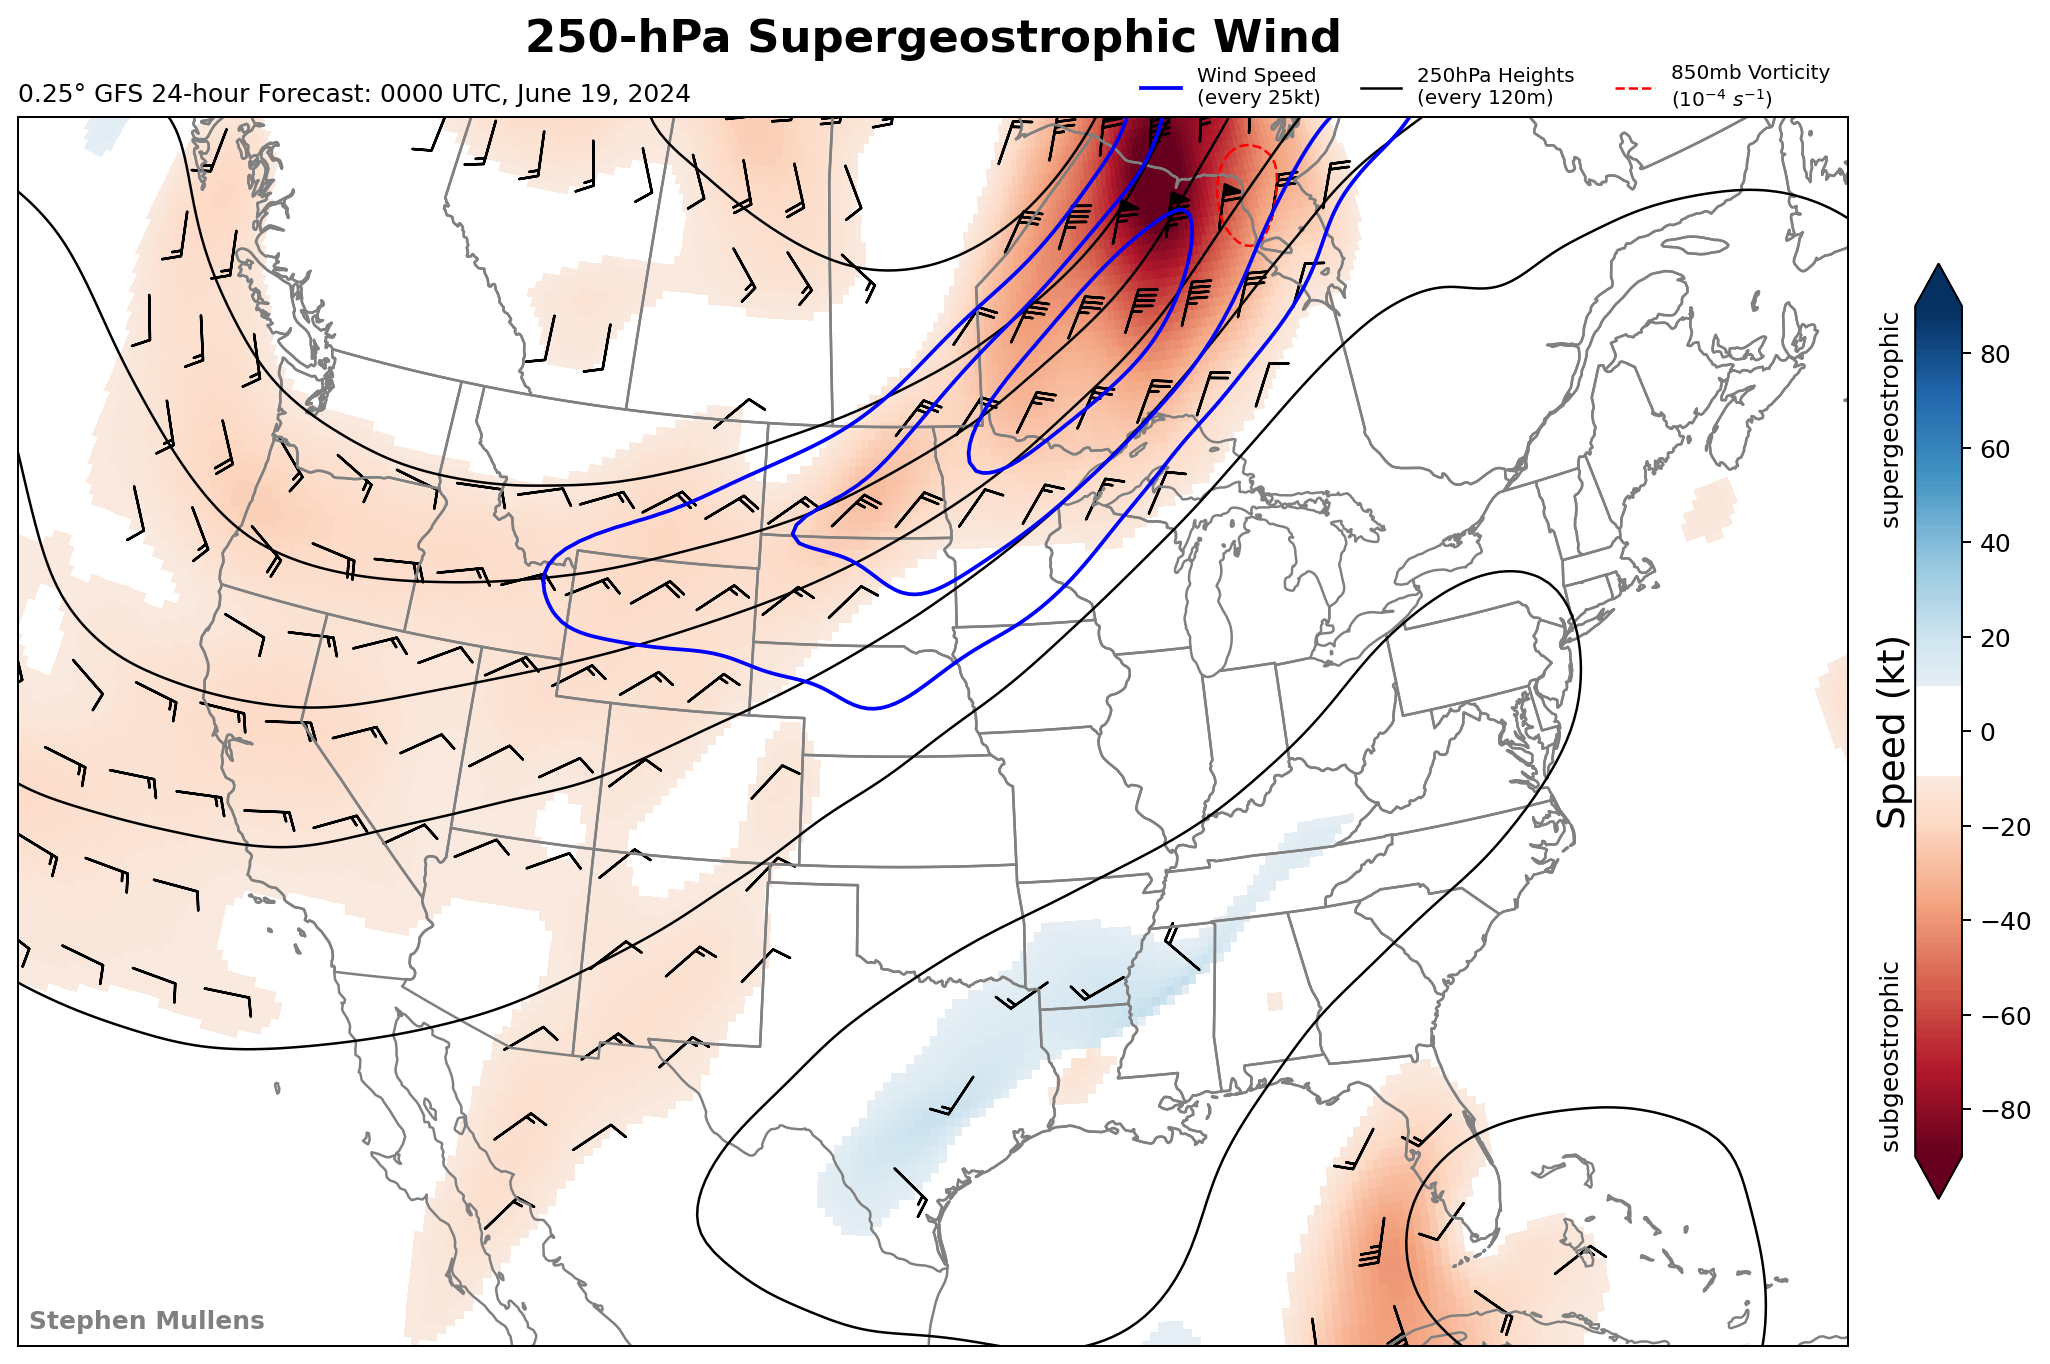 250-hPa Supergeostrophic Wind
0.25° GFS 24-hour Forecast: 0000 UTC, June 19, 2024
Wind Speed
(every 25kt)
250hPa Heights
(every 120m)
850mb Vorticity
(10⁻⁴ s⁻¹)
supergeostrophic
Speed (kt)
subgeostrophic
80
60
40
20
0
−20
−40
−60
−80
Stephen Mullens